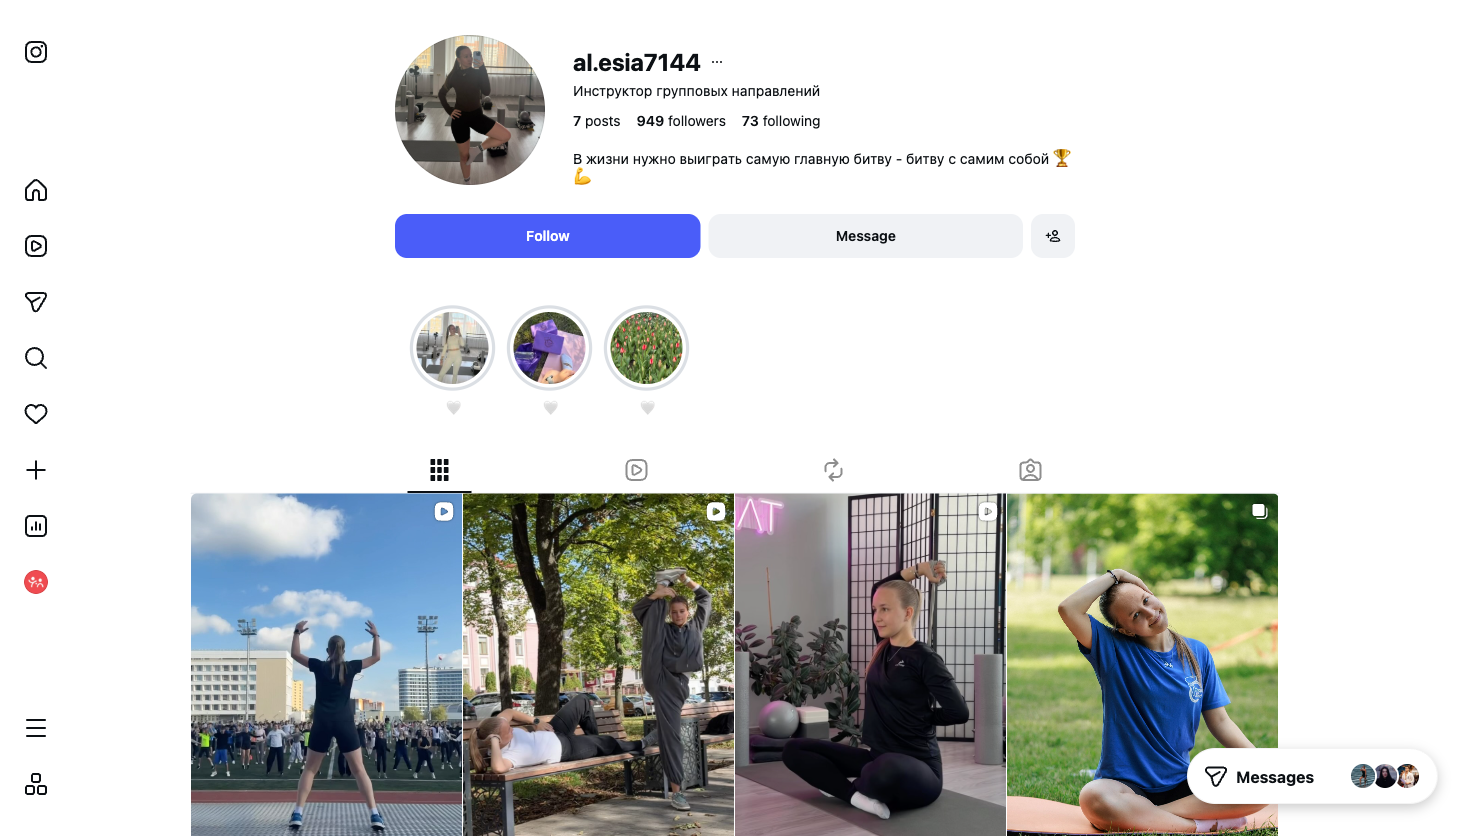 al.esia7144 ...
Инструктор групповых направлений
7 posts 949 followers 73 following
В жизни нужно выиграть самую главную битву - битву с самим собой 🏆
💪
Follow Message
🤍 🤍 🤍
Messages